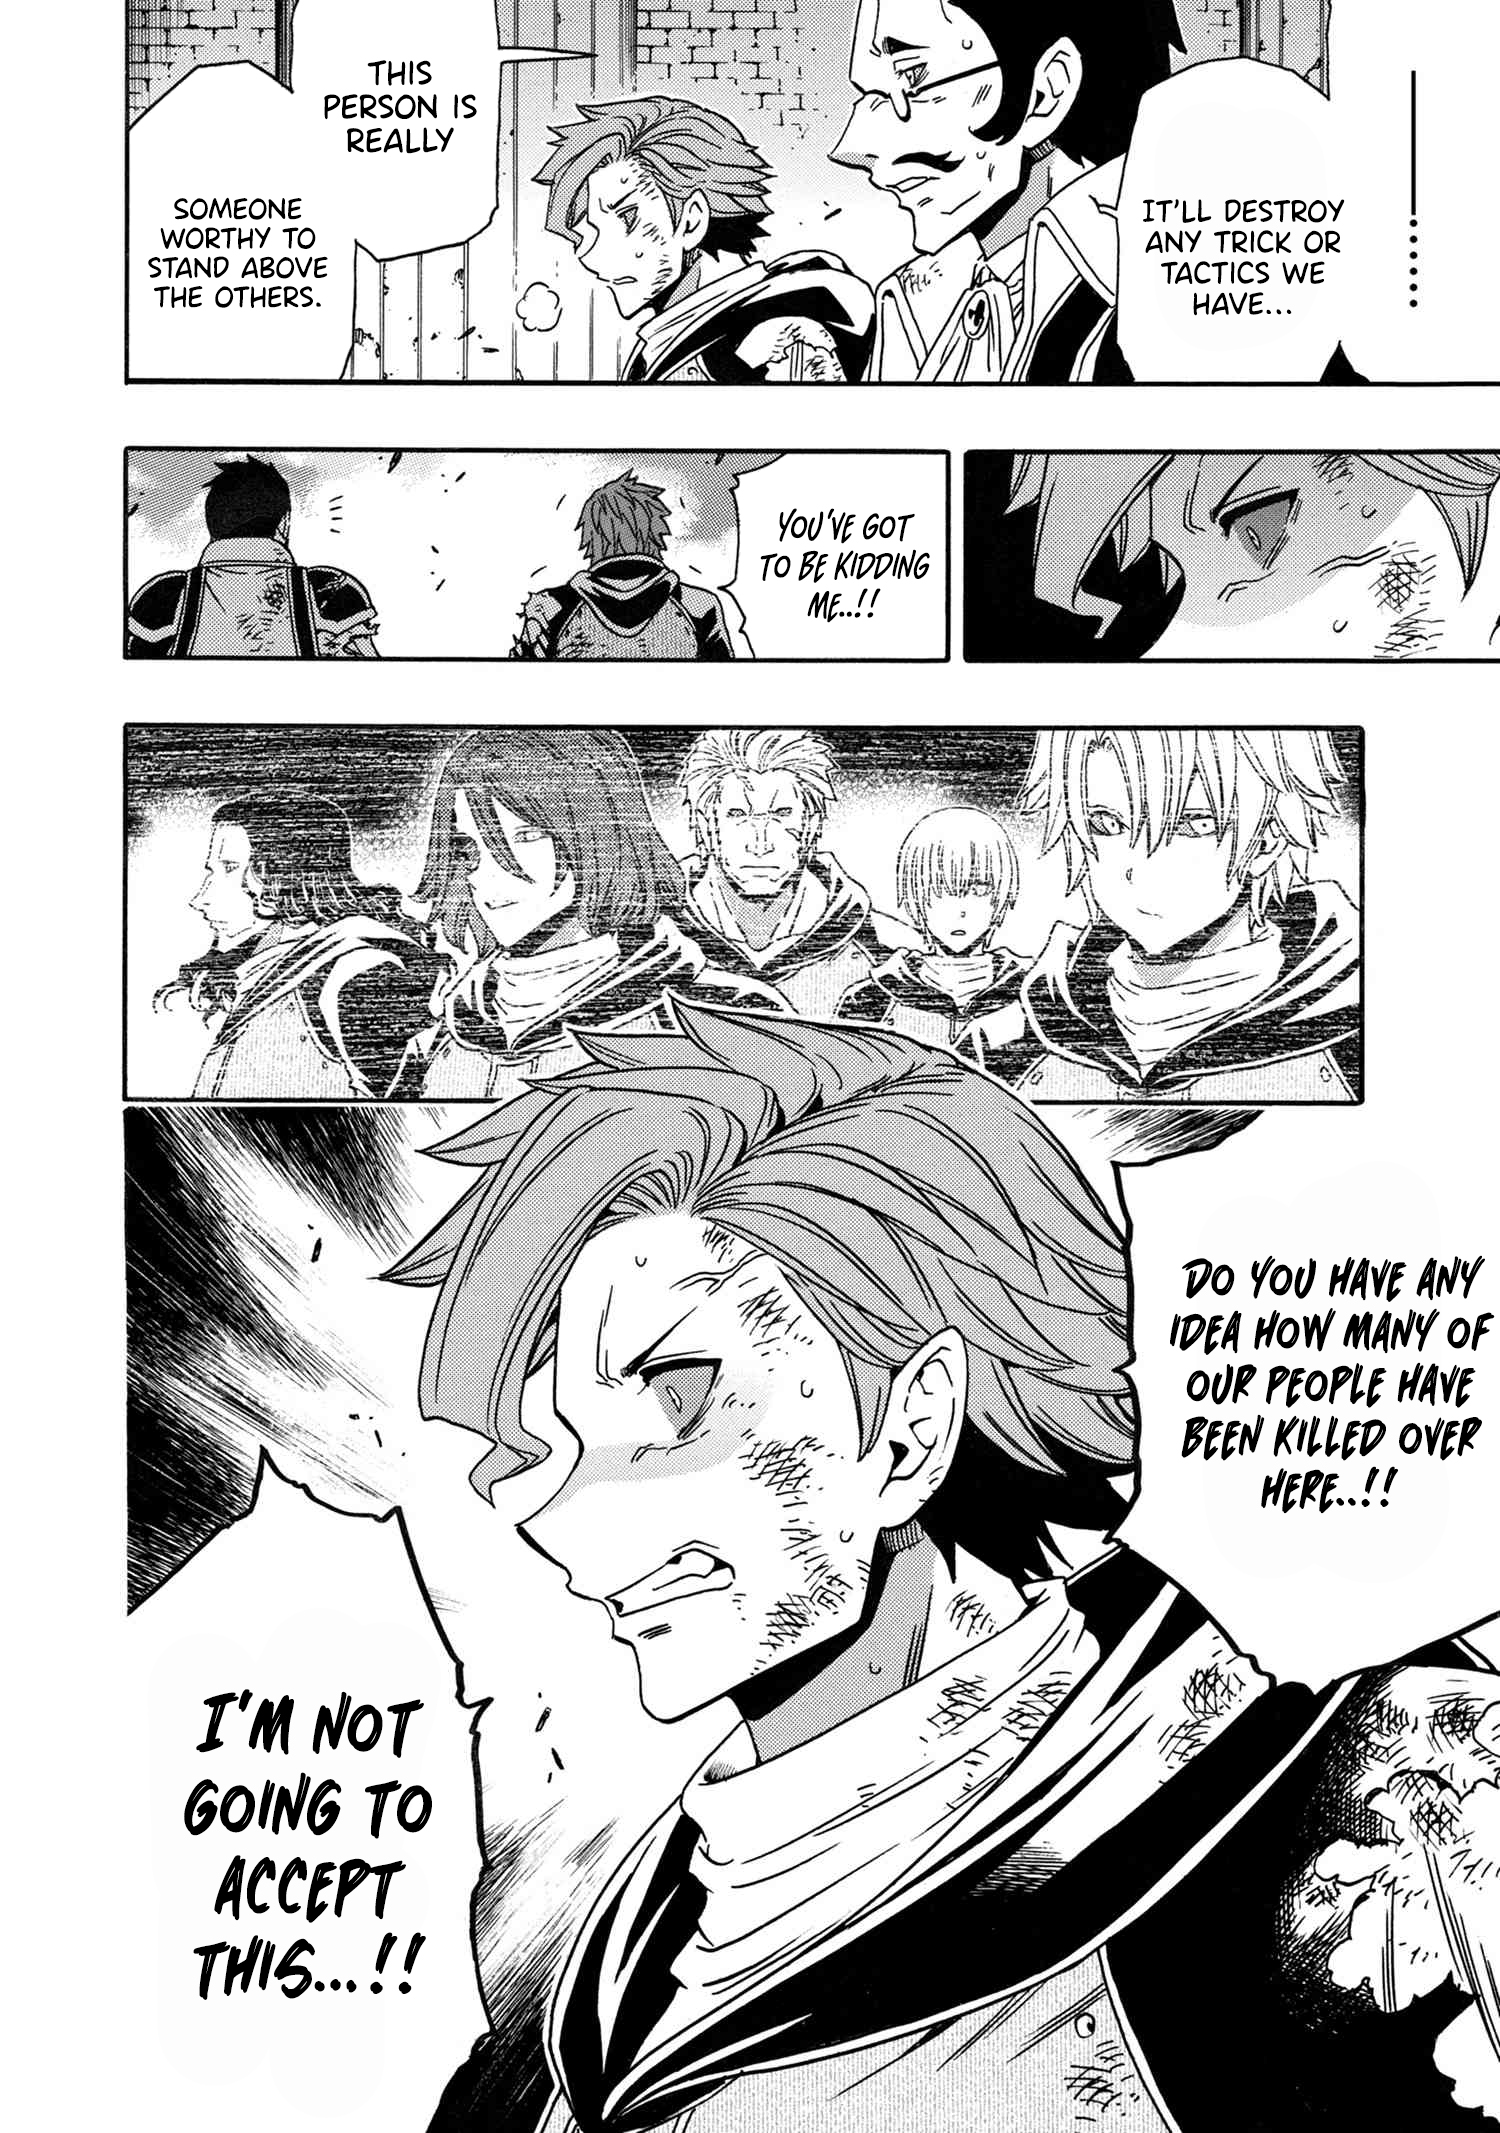 IT'LL DESTROY
ANY TRICK OR
TACTICS WE
HAVE...
THIS
PERSON IS
REALLY
SOMEONE
WORTHY TO
STAND ABOVE
THE OTHERS.
YOU'VE GOT
TO BE KIDDING
ME..!!
DO YOU HAVE ANY
IDEA HOW MANY OF
OUR PEOPLE HAVE
BEEN KILLED OVER
HERE...!!
I'M NOT
GOING TO
ACCEPT
THIS...!!